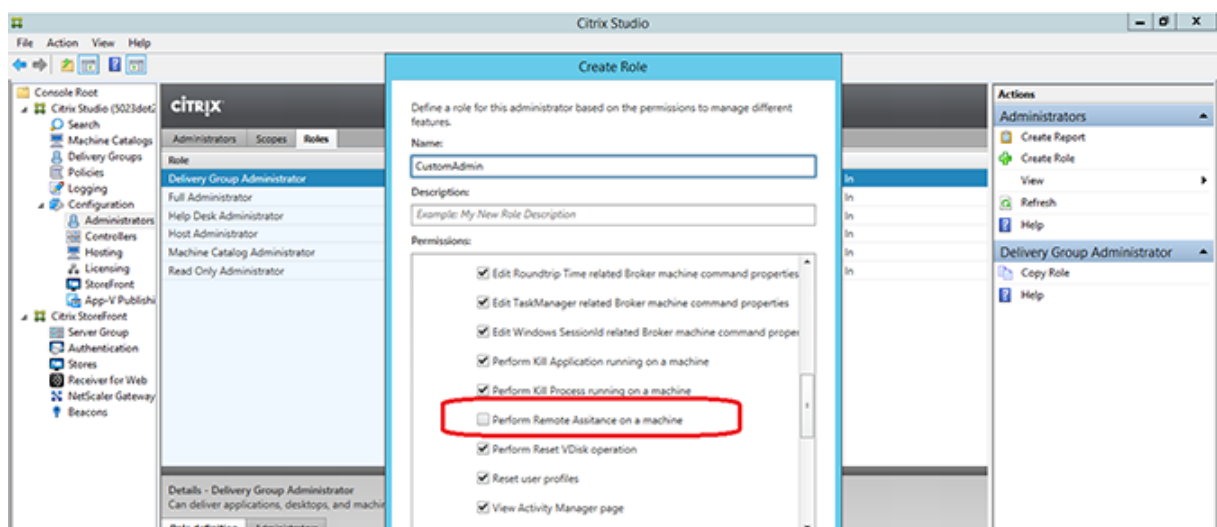 Citrix Studio
File Action View Help
Create Role
Console Root
Citrix Studio (5023dot2
Search
Machine Catalogs
Delivery Groups
Policies
Logging
Configuration
Administrators
Controllers
Hosting
Licensing
StoreFront
App-V Publishi
Citrix StoreFront
Server Group
Authentication
Stores
Receiver for Web
NetScaler Gateway
Beacons
CITRIX
Administrators Scopes Roles
Role
Delivery Group Administrator
Full Administrator
Help Desk Administrator
Host Administrator
Machine Catalog Administrator
Read Only Administrator
Details - Delivery Group Administrator
Can deliver applications, desktops, and machin
Role definition Administrators
Define a role for this administrator based on the permissions to manage different
features.
Name:
CustomAdmin
Description:
Example: My New Role Description
Permissions:
Edit Roundtrip Time related Broker machine command properties
Edit TaskManager related Broker machine command properties
Edit Windows SessionId related Broker machine command proper
Perform Kill Application running on a machine
Perform Kill Process running on a machine
Perform Remote Assitance on a machine
Perform Reset VDisk operation
Reset user profiles
View Activity Manager page
In
In
In
In
In
In
Actions
Administrators
Create Report
Create Role
View
Refresh
Help
Delivery Group Administrator
Copy Role
Help